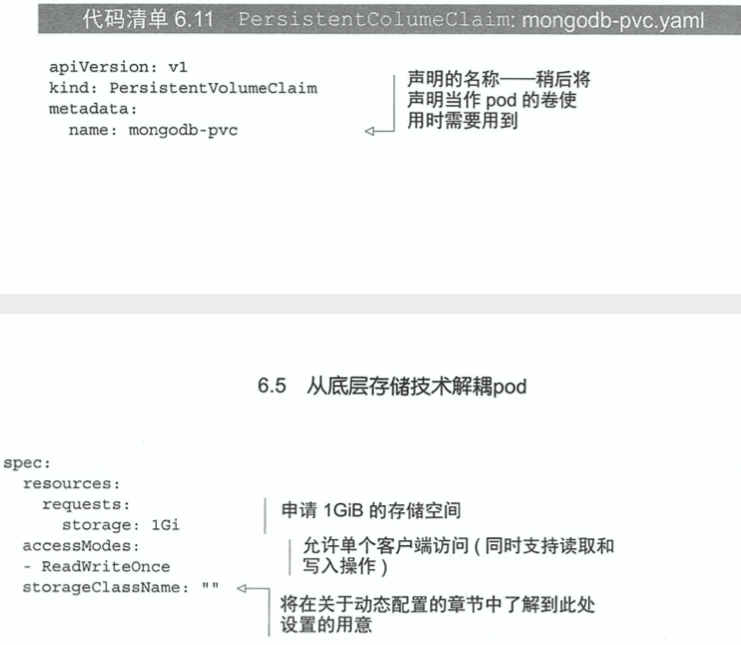 代码清单 6.11 PersistentColumeClaim: mongodb-pvc.yaml
apiVersion: v1
kind: PersistentVolumeClaim
metadata:
  name: mongodb-pvc
声明的名称——稍后将
声明当作 pod 的卷使
用时需要用到
6.5 从底层存储技术解耦pod
spec:
  resources:
    requests:
      storage: 1Gi
  accessModes:
  - ReadWriteOnce
  storageClassName: ""
申请 1GiB 的存储空间
允许单个客户端访问 ( 同时支持读取和
写入操作 )
将在关于动态配置的章节中了解到此处
设置的用意